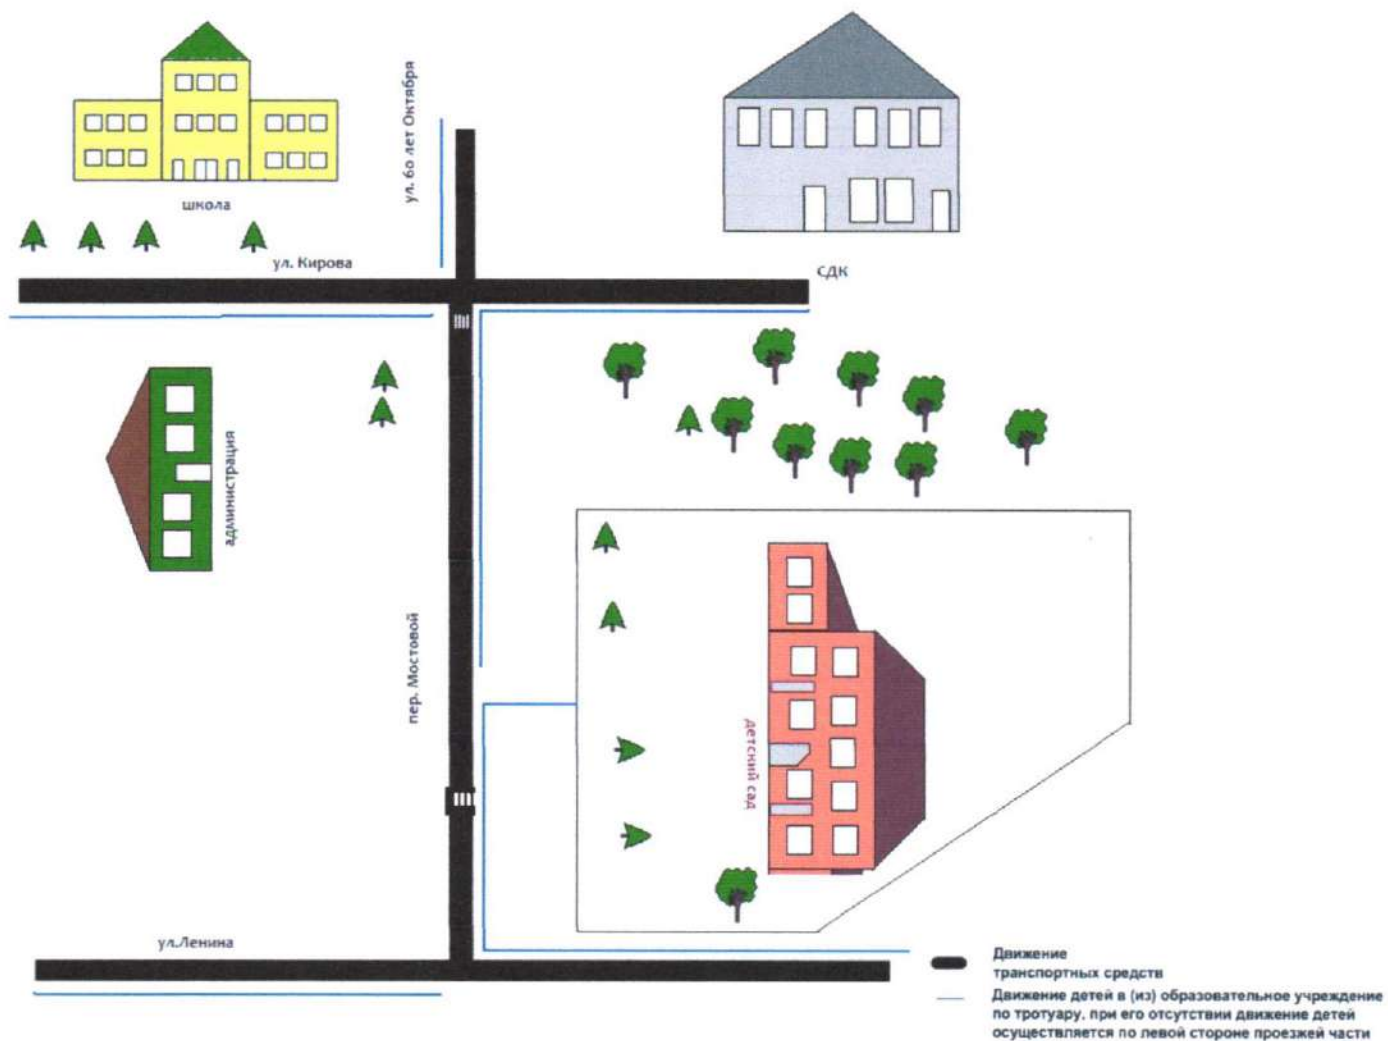 ул. 60 лет Октября
школа
ул. Кирова
СДК
администрация
пер. Мостовой
детский сад
ул.Ленина
Движение
транспортных средств
Движение детей в (из) образовательное учреждение
по тротуару, при его отсутствии движение детей
осуществляется по левой стороне проезжей части